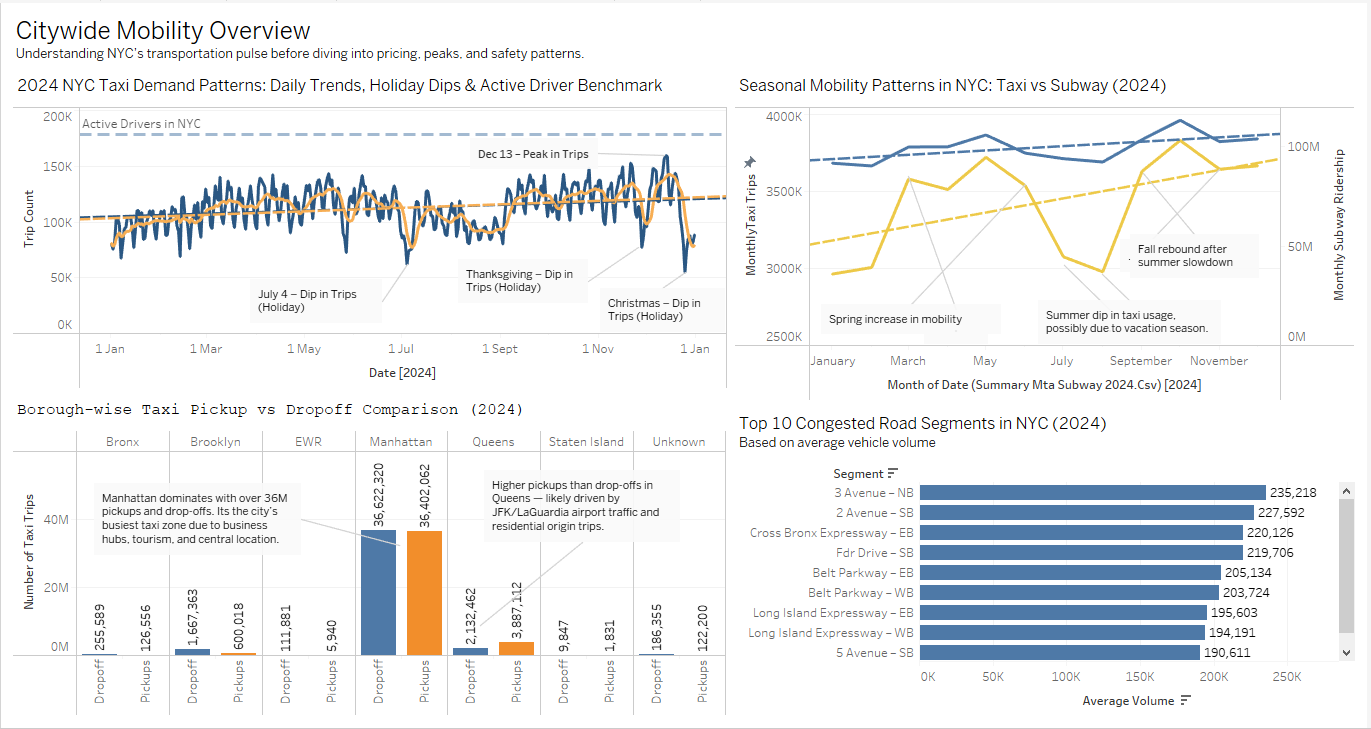 Citywide Mobility Overview
Understanding NYC's transportation pulse before diving into pricing, peaks, and safety patterns.
2024 NYC Taxi Demand Patterns: Daily Trends, Holiday Dips & Active Driver Benchmark
200K
150K
100K
50K
0K
Trip Count
Active Drivers in NYC
Dec 13 – Peak in Trips
July 4 – Dip in Trips
(Holiday)
Thanksgiving – Dip in
Trips (Holiday)
Christmas – Dip in
Trips (Holiday)
1 Jan
1 Mar
1 May
1 Jul
1 Sept
1 Nov
1 Jan
Date [2024]
Seasonal Mobility Patterns in NYC: Taxi vs Subway (2024)
4000K
3500K
3000K
2500K
MonthlyTaxi Trips
100M
50M
0M
Monthly Subway Ridership
Spring increase in mobility
Summer dip in taxi usage,
possibly due to vacation season.
Fall rebound after
summer slowdown
January
March
May
July
September
November
Month of Date (Summary Mta Subway 2024.Csv) [2024]
Borough-wise Taxi Pickup vs Dropoff Comparison (2024)
Bronx
Brooklyn
EWR
Manhattan
Queens
Staten Island
Unknown
Number of Taxi Trips
40M
20M
0M
Manhattan dominates with over 36M
pickups and drop-offs. Its the city's
busiest taxi zone due to business
hubs, tourism, and central location.
Higher pickups than drop-offs in
Queens — likely driven by
JFK/LaGuardia airport traffic and
residential origin trips.
255,589
126,556
1,667,363
600,018
111,881
5,940
36,622,320
36,402,062
2,132,462
3,887,112
9,847
1,831
186,355
122,200
Dropoff
Pickups
Dropoff
Pickups
Dropoff
Pickups
Dropoff
Pickups
Dropoff
Pickups
Dropoff
Pickups
Dropoff
Pickups
Top 10 Congested Road Segments in NYC (2024)
Based on average vehicle volume
Segment
3 Avenue – NB 235,218
2 Avenue – SB 227,592
Cross Bronx Expressway – EB 220,126
Fdr Drive – SB 219,706
Belt Parkway – EB 205,134
Belt Parkway – WB 203,724
Long Island Expressway – EB 195,603
Long Island Expressway – WB 194,191
5 Avenue – SB 190,611
0K
50K
100K
150K
200K
250K
Average Volume